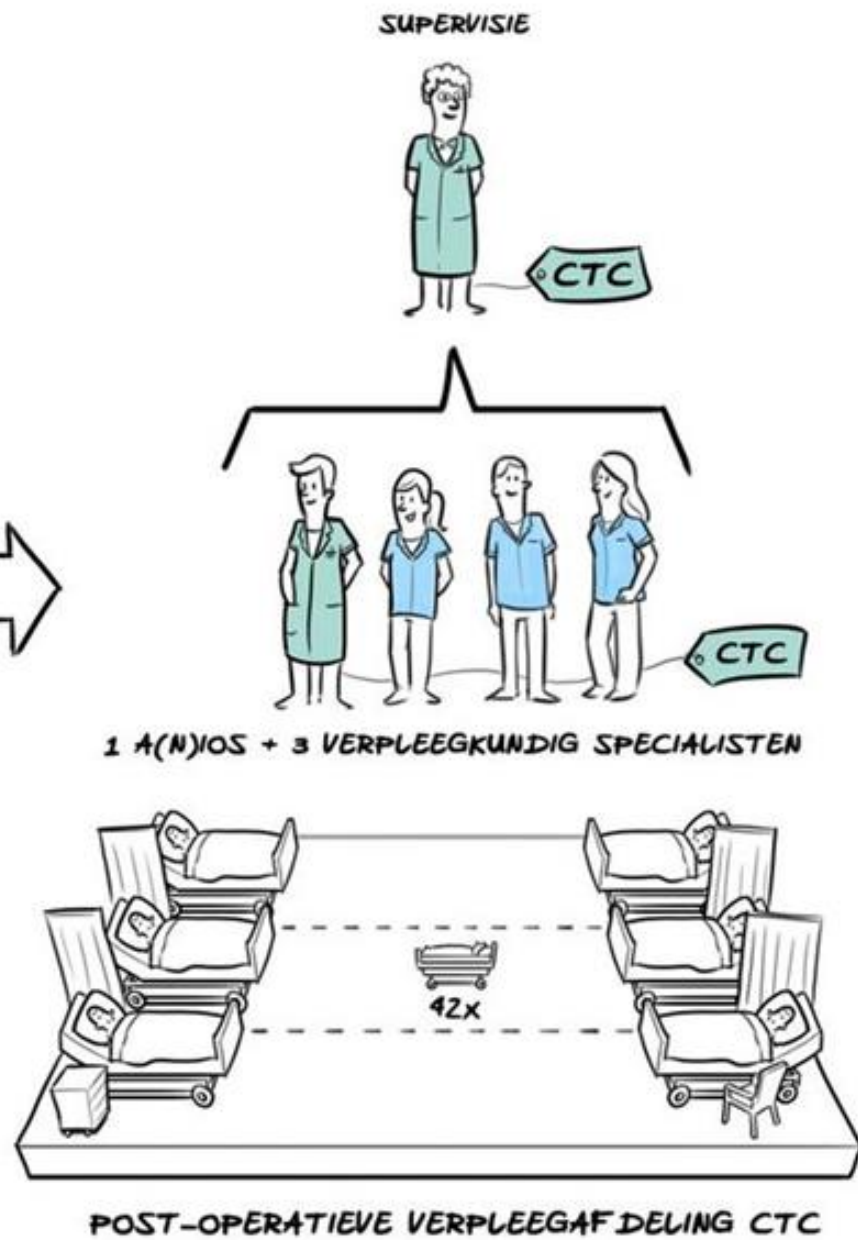 SUPERVISIE
CTC
CTC
1 A(N)IOS + 3 VERPLEEGKUNDIG SPECIALISTEN
42X
POST-OPERATIEVE VERPLEEGAFDELING CTC